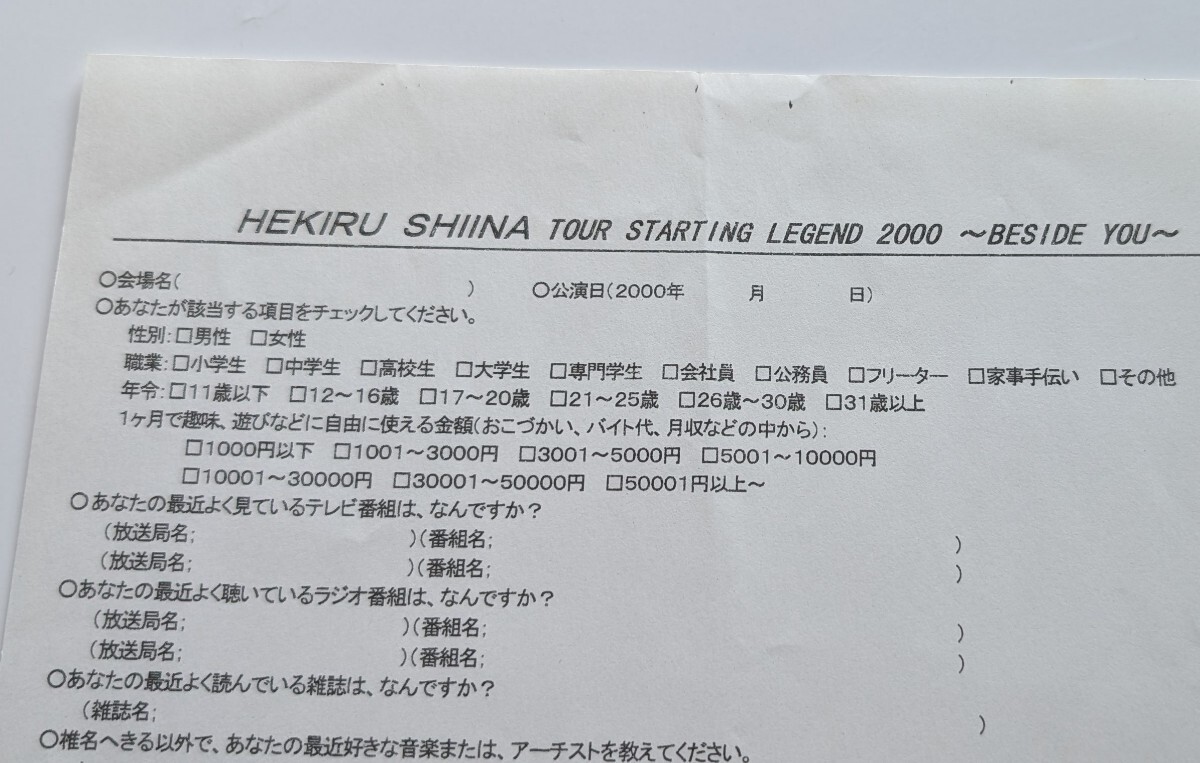 HEKIRU SHIINA TOUR STARTING LEGEND 2000 ～BESIDE YOU～
○会場名( ) ○公演日(2000年 月 日)
○あなたが該当する項目をチェックしてください。
性別:□男性 □女性
職業:□小学生 □中学生 □高校生 □大学生 □専門学生 □会社員 □公務員 □フリーター □家事手伝い □その他
年令:□11歳以下 □12～16歳 □17～20歳 □21～25歳 □26歳～30歳 □31歳以上
1ヶ月で趣味、遊びなどに自由に使える金額(おこづかい、バイト代、月収などの中から):
□1000円以下 □1001～3000円 □3001～5000円 □5001～10000円
□10001～30000円 □30001～50000円 □50001円以上～
○あなたの最近よく見ているテレビ番組は、なんですか?
(放送局名; )(番組名; )
(放送局名; )(番組名; )
○あなたの最近よく聴いているラジオ番組は、なんですか?
(放送局名; )(番組名; )
(放送局名; )(番組名; )
○あなたの最近よく読んでいる雑誌は、なんですか?
(雑誌名; )
○椎名へきる以外で、あなたの最近好きな音楽または、アーチストを教えてください。